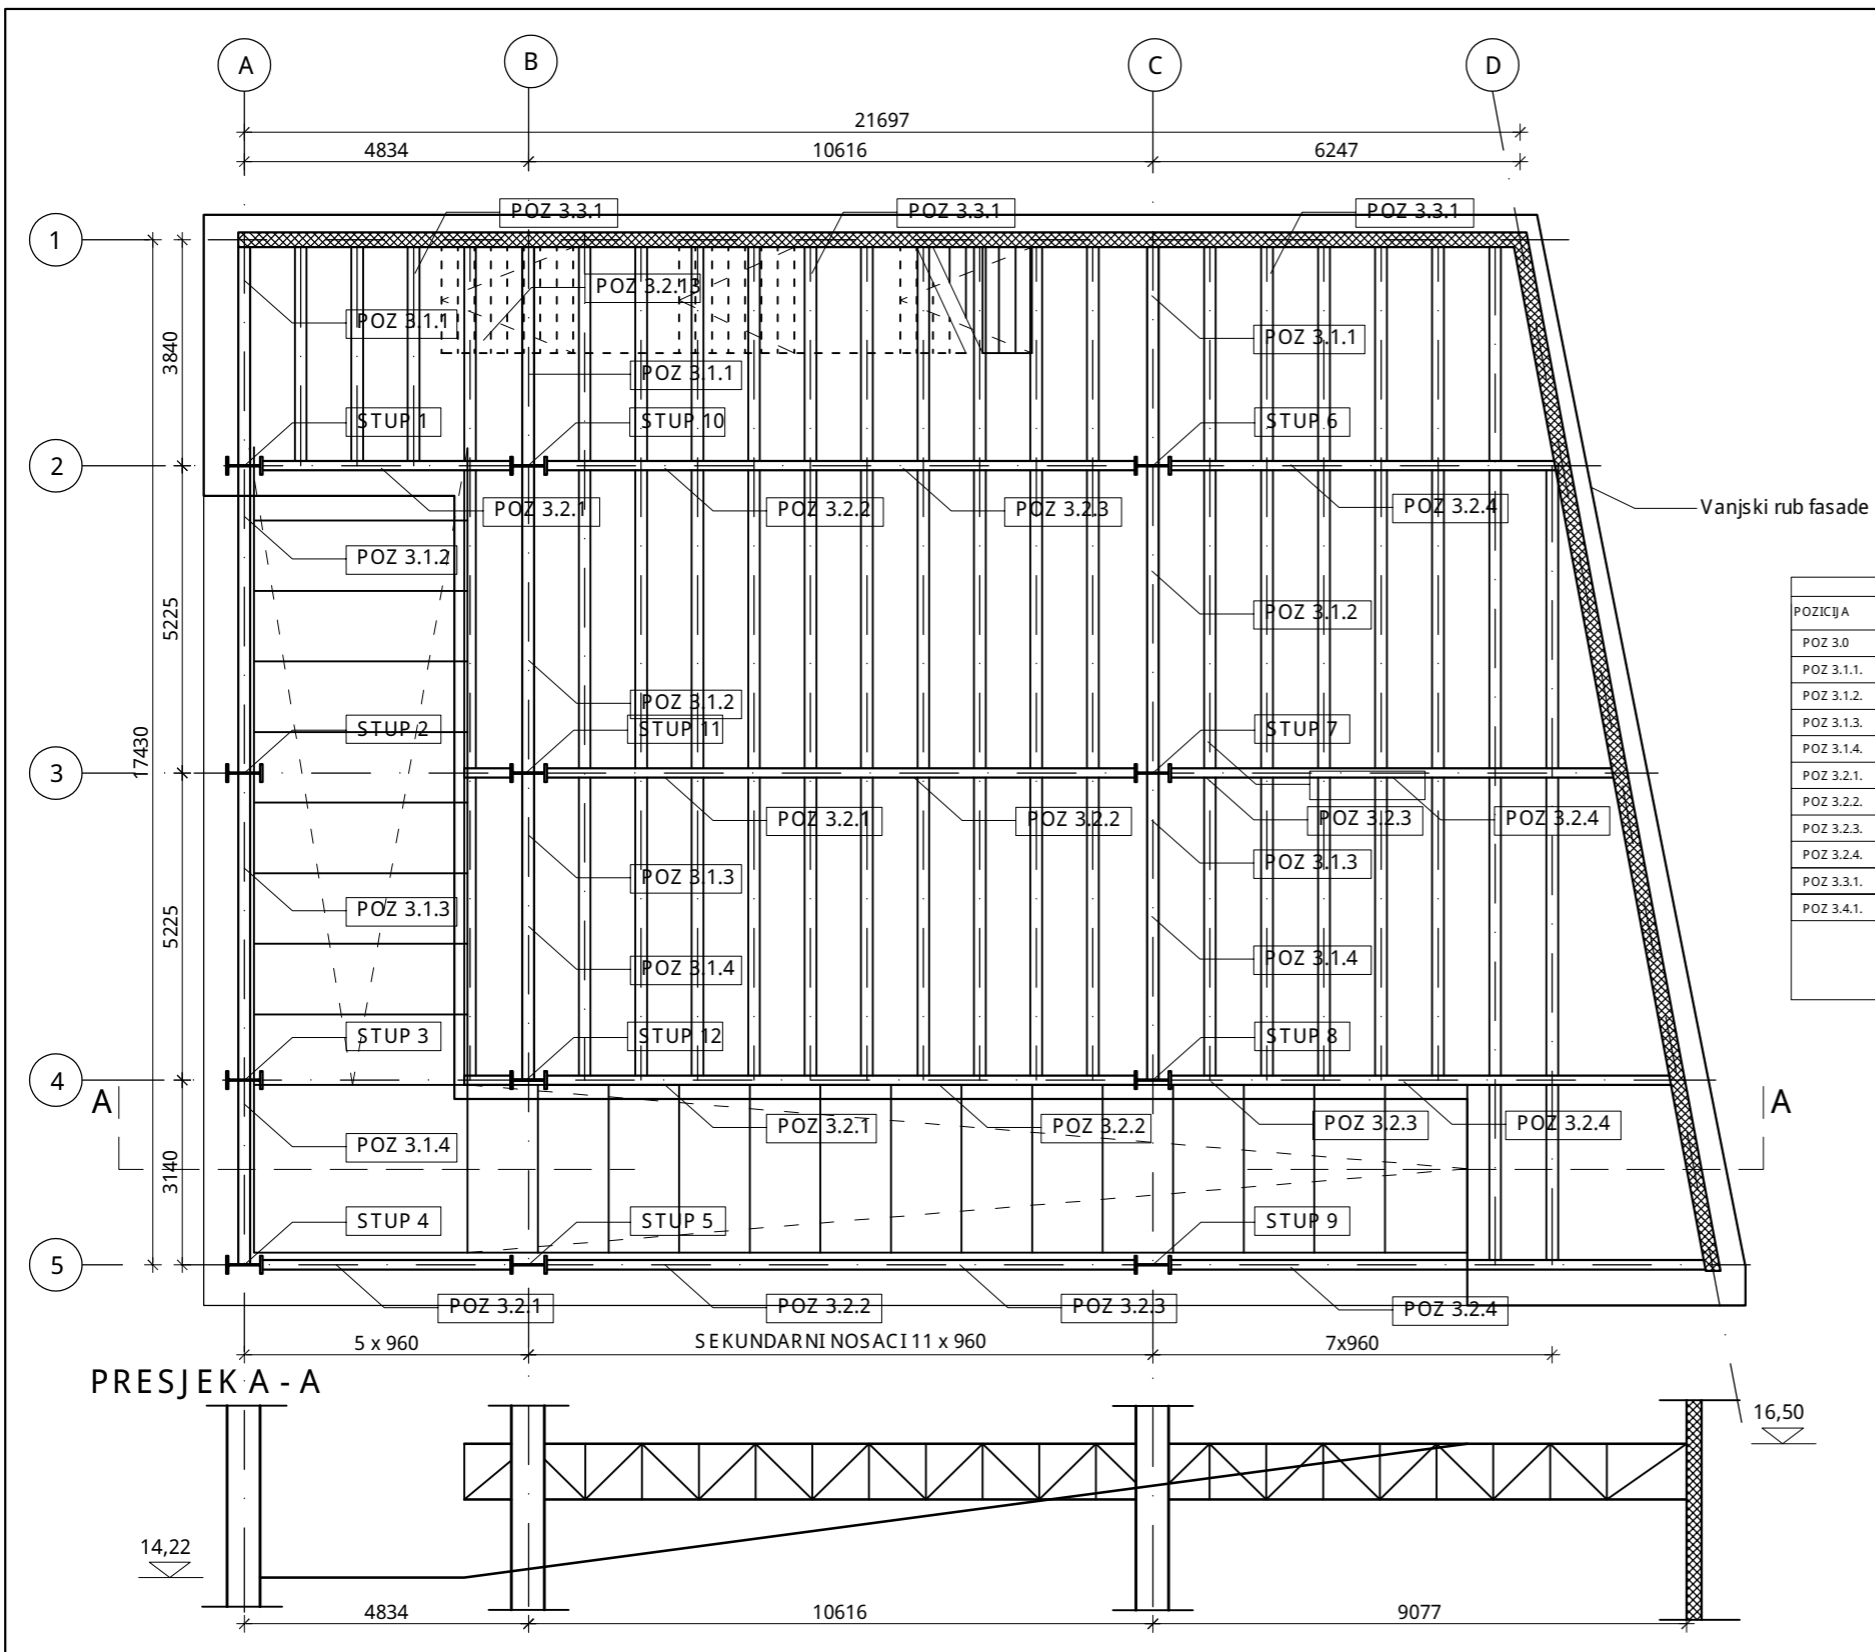 A
B
C
D
21697
4834
10616
6247
POZ 3.3.1
POZ 3.3.1
POZ 3.3.1
1
POZ 3.2.13
POZ 3.1.1
POZ 3.1.1
3840
POZ 3.1.1
STUP 1
STUP 10
STUP 6
2
POZ 3.2.1
POZ 3.2.2
POZ 3.2.3
POZ 3.2.4
Vanjski rub fasade
POZ 3.1.2
POZICIJA
POZ 3.0
POZ 3.1.1.
POZ 3.1.2.
POZ 3.1.3.
POZ 3.1.4.
POZ 3.2.1.
POZ 3.2.2.
POZ 3.2.3.
POZ 3.2.4.
POZ 3.3.1.
POZ 3.4.1.
5225
POZ 3.1.2
POZ 3.1.2
17430
STUP 2
STUP 11
STUP 7
3
POZ 3.2.1
POZ 3.2.2
POZ 3.2.3
POZ 3.2.4
POZ 3.1.3
POZ 3.1.3
POZ 3.1.3
5225
POZ 3.1.4
POZ 3.1.4
STUP 3
STUP 12
STUP 8
4
A
A
POZ 3.2.1
POZ 3.2.2
POZ 3.2.3
POZ 3.2.4
POZ 3.1.4
3140
STUP 4
STUP 5
STUP 9
5
POZ 3.2.1
POZ 3.2.2
POZ 3.2.3
POZ 3.2.4
5 x 960
SEKUNDARNI NOSACI 11 x 960
7x960
PRESJEK A - A
16,50
14,22
4834
10616
9077